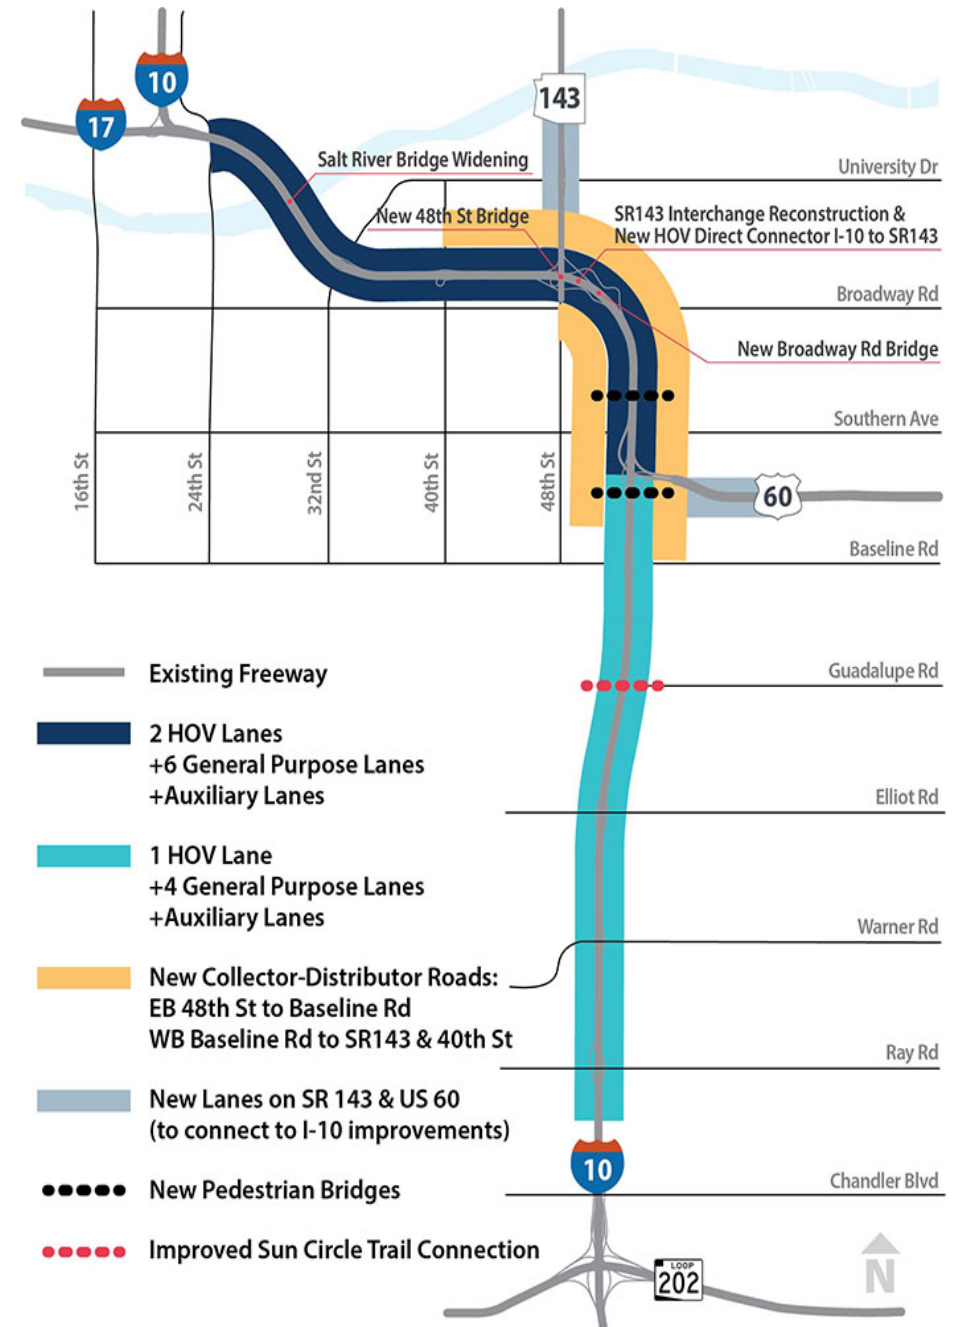 10
17
143
Salt River Bridge Widening
University Dr
New 48th St Bridge
SR143 Interchange Reconstruction &
New HOV Direct Connector I-10 to SR143
Broadway Rd
New Broadway Rd Bridge
Southern Ave
16th St
24th St
32nd St
40th St
48th St
60
Baseline Rd
Existing Freeway
Guadalupe Rd
2 HOV Lanes
+6 General Purpose Lanes
+Auxiliary Lanes
Elliot Rd
1 HOV Lane
+4 General Purpose Lanes
+Auxiliary Lanes
Warner Rd
New Collector-Distributor Roads:
EB 48th St to Baseline Rd
WB Baseline Rd to SR143 & 40th St
Ray Rd
New Lanes on SR 143 & US 60
(to connect to I-10 improvements)
10
Chandler Blvd
New Pedestrian Bridges
Improved Sun Circle Trail Connection
LOOP
202
N